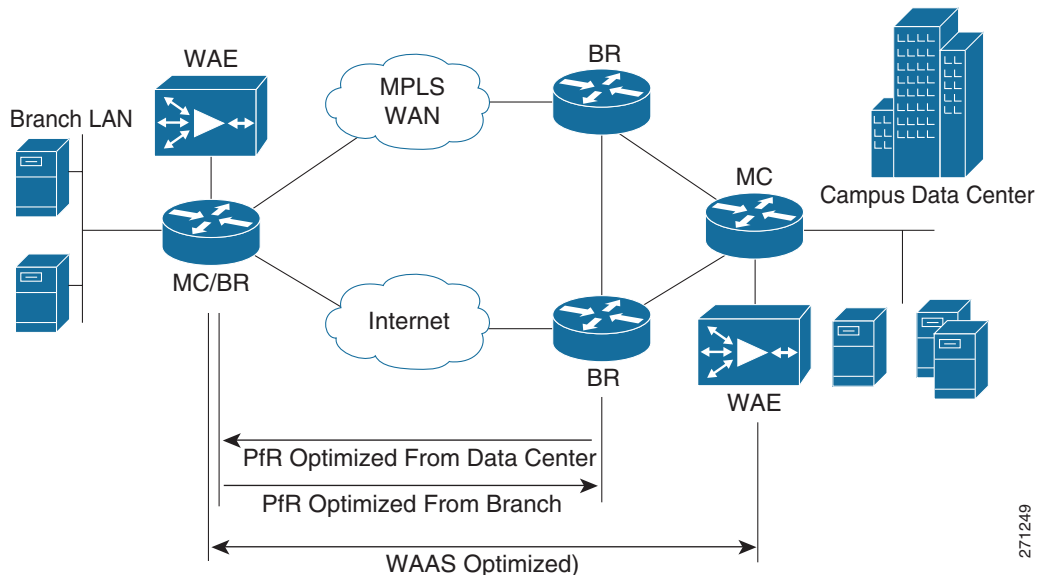 WAE
BR
MPLS
WAN
Branch LAN
MC
Campus Data Center
MC/BR
Internet
BR
WAE
PfR Optimized From Data Center
PfR Optimized From Branch
WAAS Optimized)
271249